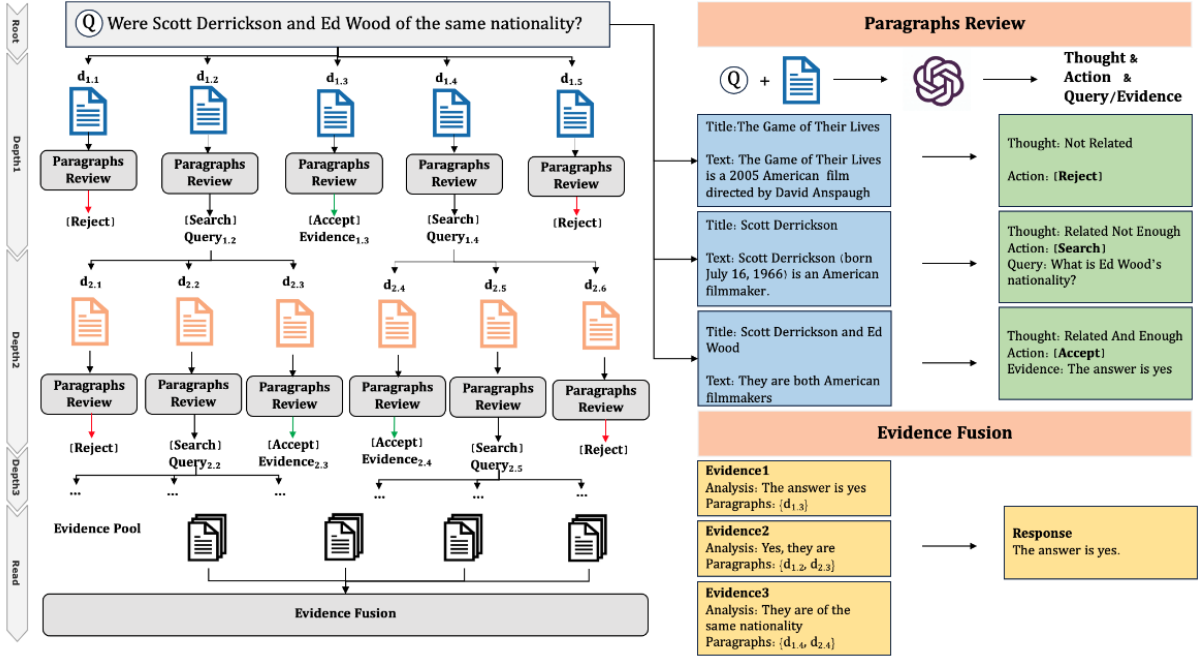 Root
Depth1
Depth2
Depth3
Read
Q Were Scott Derrickson and Ed Wood of the same nationality?
d1.1
d1.2
d1.3
d1.4
d1.5
Paragraphs
Review
Paragraphs
Review
Paragraphs
Review
Paragraphs
Review
Paragraphs
Review
[Reject]
[Search]
Query1.2
[Accept]
Evidence1.3
[Search]
Query1.4
[Reject]
d2.1
d2.2
d2.3
d2.4
d2.5
d2.6
Paragraphs
Review
Paragraphs
Review
Paragraphs
Review
Paragraphs
Review
Paragraphs
Review
Paragraphs
Review
[Reject]
[Search]
Query2.2
[Accept]
Evidence2.3
[Accept]
Evidence2.4
[Search]
Query2.5
[Reject]
...
...
...
...
...
...
Evidence Pool
Evidence Fusion
Paragraphs Review
Q +
Thought &
Action &
Query/Evidence
Title:The Game of Their Lives
Text: The Game of Their Lives
is a 2005 American film
directed by David Anspaugh
Thought: Not Related
Action: [Reject]
Title: Scott Derrickson
Text: Scott Derrickson (born
July 16, 1966) is an American
filmmaker.
Thought: Related Not Enough
Action: [Search]
Query: What is Ed Wood's
nationality?
Title: Scott Derrickson and Ed
Wood
Text: They are both American
filmmakers
Thought: Related And Enough
Action: [Accept]
Evidence: The answer is yes
Evidence Fusion
Evidence1
Analysis: The answer is yes
Paragraphs: {d1.3}
Evidence2
Analysis: Yes, they are
Paragraphs: {d1.2, d2.3}
Evidence3
Analysis: They are of the
same nationality
Paragraphs: {d1.4, d2.4}
Response
The answer is yes.